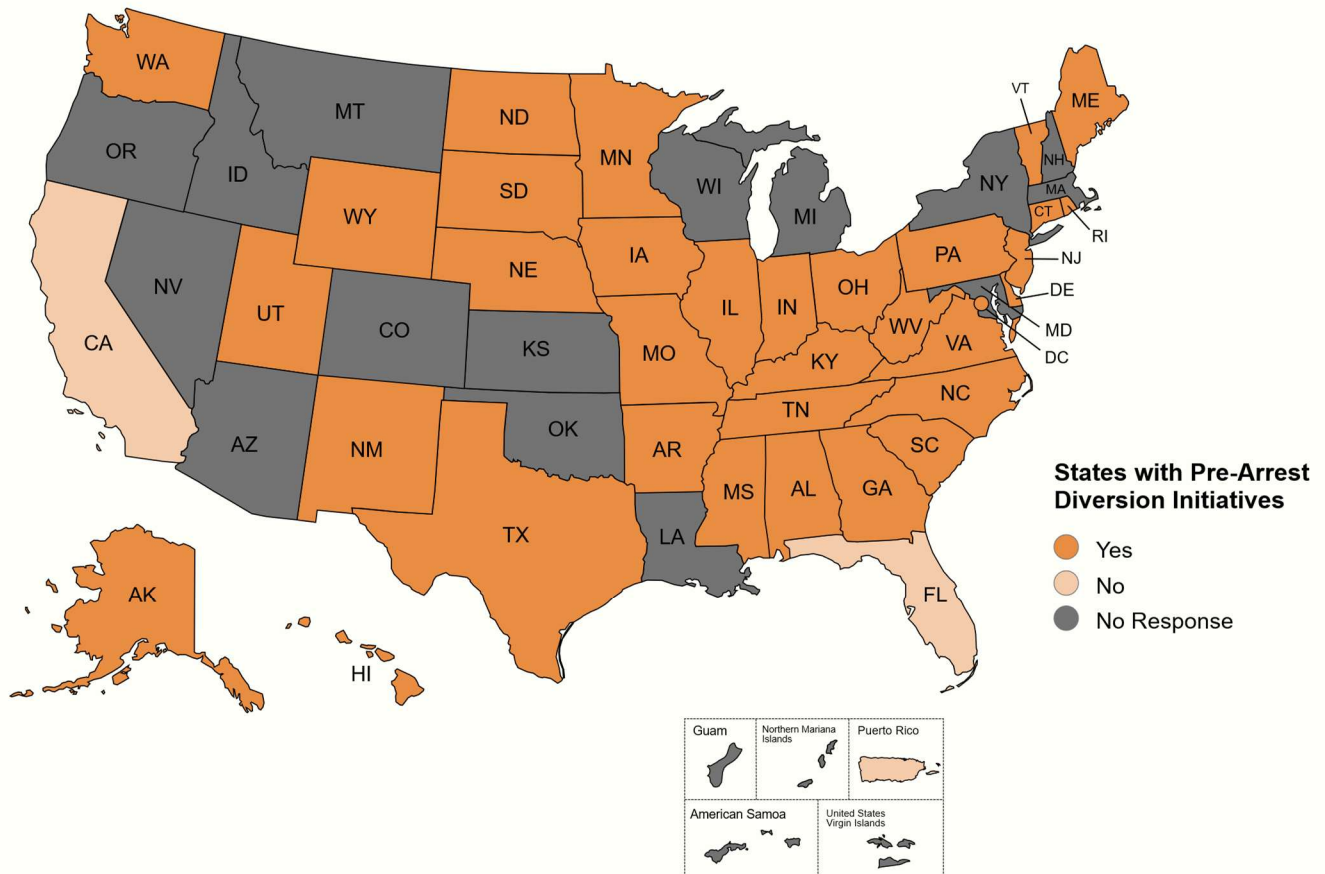 WA
MT
ND
MN
VT
ME
OR
ID
WY
SD
WI
MI
NY
NH
MA
CT
RI
NV
UT
NE
IA
PA
NJ
CA
CO
KS
MO
IL
IN
OH
WV
VA
DE
MD
DC
KY
AZ
NM
OK
AR
TN
NC
SC
TX
LA
MS
AL
GA
FL
AK
HI
States with Pre-Arrest
Diversion Initiatives
Yes
No
No Response
Guam
Northern Mariana
Islands
Puerto Rico
American Samoa
United States
Virgin Islands